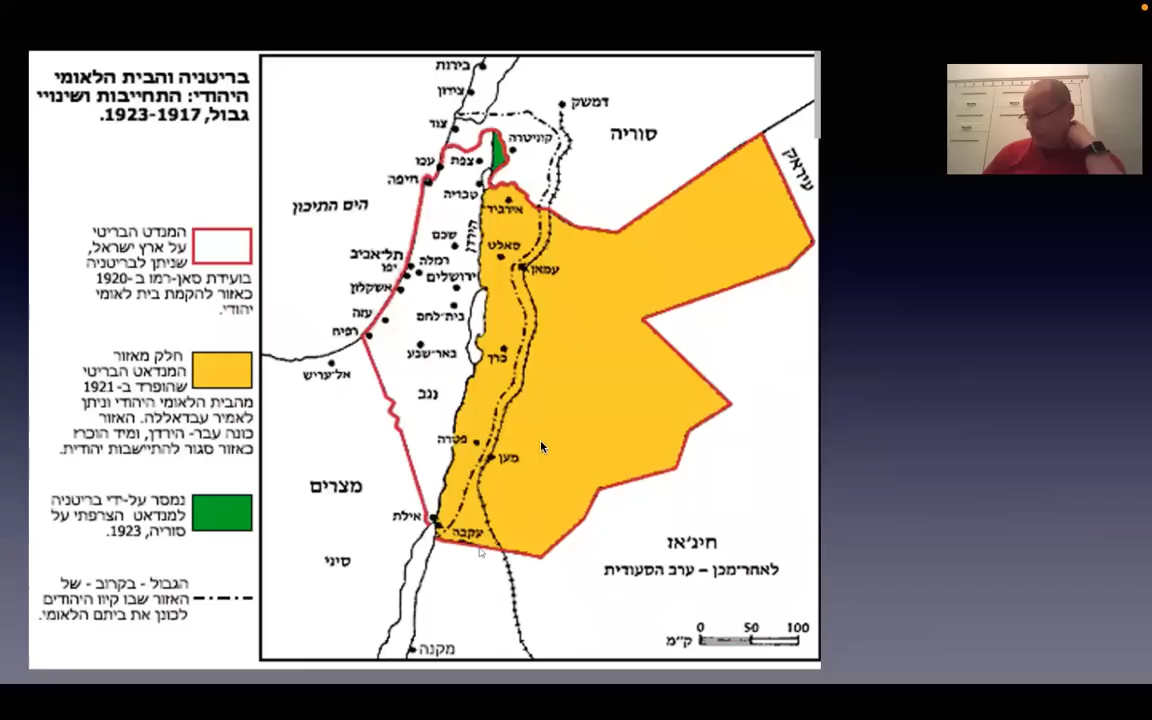 בריטניה והבית הלאומי
היהודי: התחייבות ושינויי
גבול, 1923-1917.
המנדט הבריטי
על ארץ ישראל,
שניתן לבריטניה
בועידת סאן-רמו ב-1920
כאזור להקמת בית לאומי
יהודי.
חלק מאזור
המנדאט הבריטי
שהופרד ב-1921
מהבית הלאומי היהודי וניתן
לאמיר עבדאללה. האזור
כונה עבר- הירדן, ומיד הוכרז
כאזור סגור להתיישבות יהודית.
נמסר על-ידי בריטניה
למנדאט הצרפתי על
סוריה, 1923.
הגבול - בקרוב - של
האזור שבו קיוו היהודים
לכונן את ביתם הלאומי.
בירות
צידון
דמשק
צור
סוריה
קוניטרה
עכו
צפת
עיראק
חיפה
טבריה
הים התיכון
אירביד
הירדן
שכם
סאלט
תל־אביב
יפו
רמלה
עמאן
ירושלים
אשקלון
עזה
בית־לחם
רפיח
באר־שבע
כרך
אל־עריש
נגב
פטרה
מען
מצרים
אילת
עקבה
חיג'אז
סיני
לאחר־מכן – ערב הסעודית
0 50 100
ק״מ
מקנה